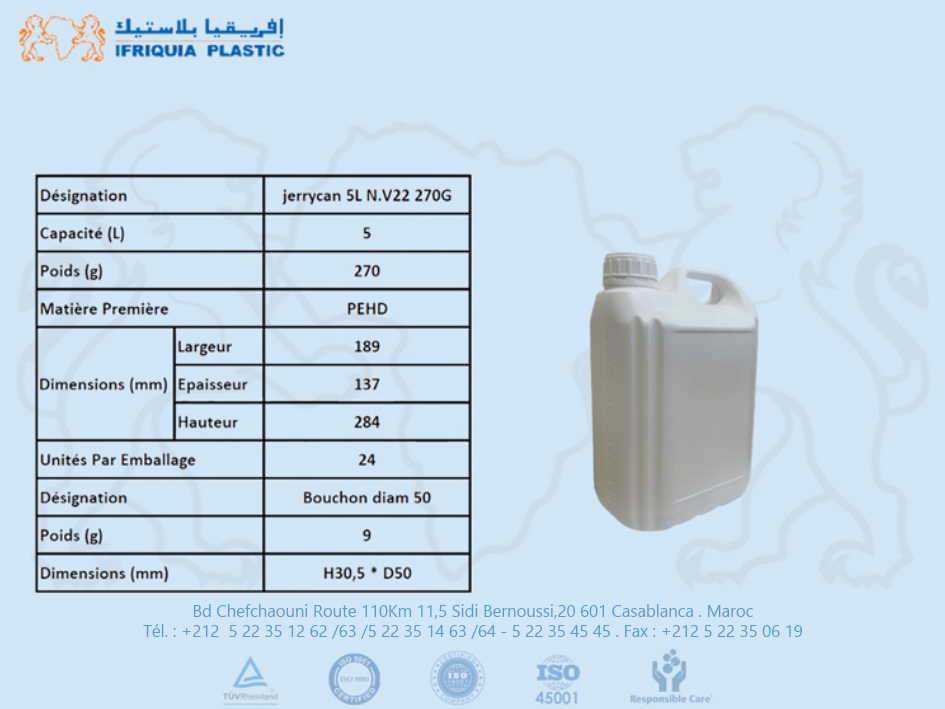 إفريقيا بلاستيك
IFRIQUIA PLASTIC
Désignation jerrycan 5L N.V22 270G
Capacité (L) 5
Poids (g) 270
Matière Première PEHD
Dimensions (mm)
Largeur 189
Epaisseur 137
Hauteur 284
Unités Par Emballage 24
Désignation Bouchon diam 50
Poids (g) 9
Dimensions (mm) H30,5 * D50
Bd Chefchaouni Route 110Km 11,5 Sidi Bernoussi,20 601 Casablanca . Maroc
Tél. : +212 5 22 35 12 62 /63 /5 22 35 14 63 /64 - 5 22 35 45 45 . Fax : +212 5 22 35 06 19
TÜVRheinland
ISO 9001
CERTIFIED
ISO
ISO
45001
Responsible Care